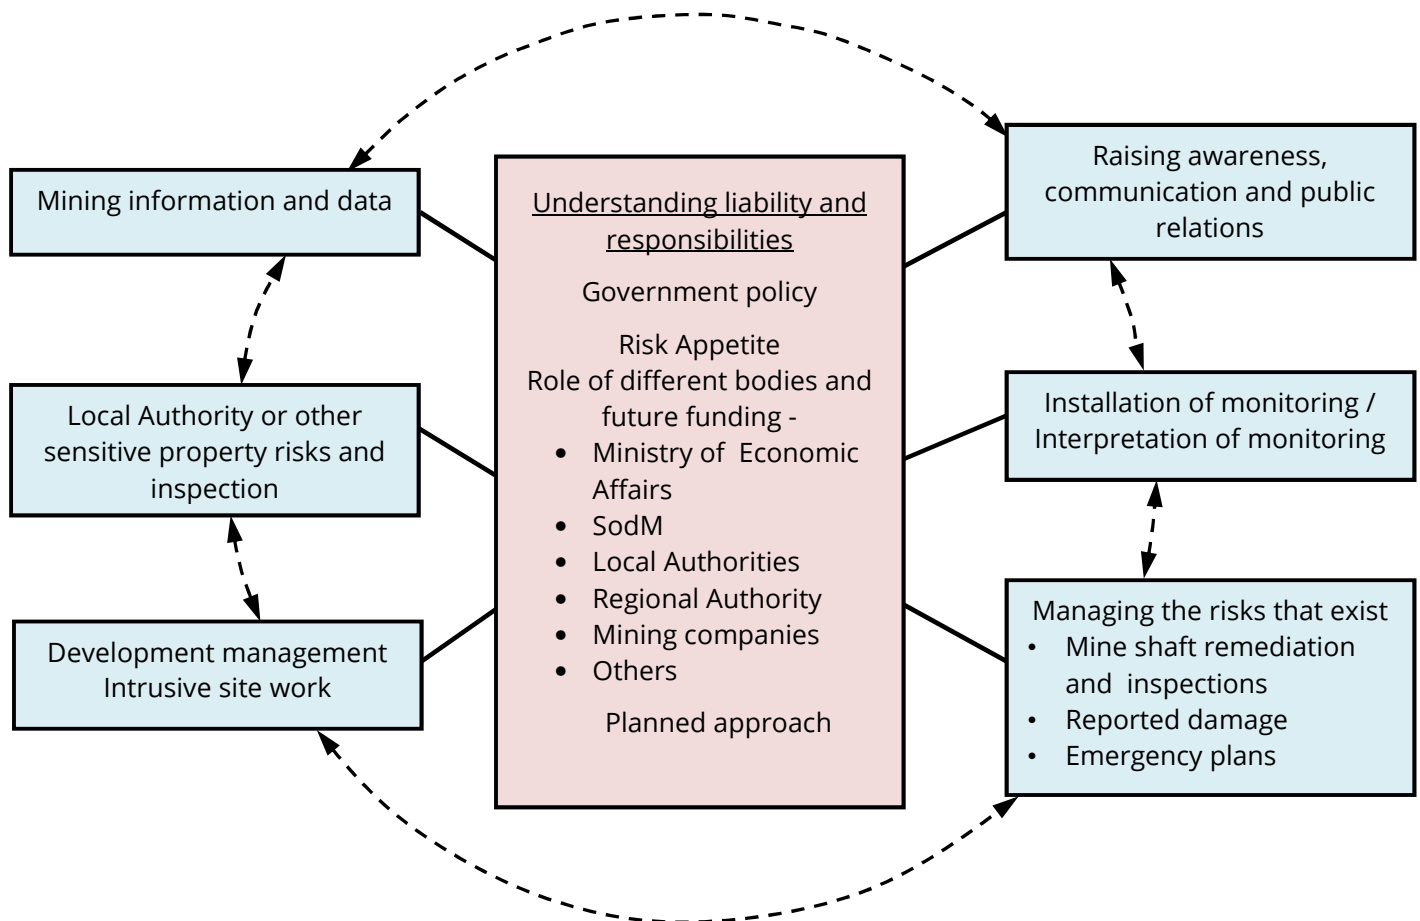 Mining information and data
Local Authority or other
sensitive property risks and
inspection
Development management
Intrusive site work
Understanding liability and
responsibilities
Government policy
Risk Appetite
Role of different bodies and
future funding -
• Ministry of  Economic
Affairs
• SodM
• Local Authorities
• Regional Authority
• Mining companies
• Others
Planned approach
Raising awareness,
communication and public
relations
Installation of monitoring /
Interpretation of monitoring
Managing the risks that exist
• Mine shaft remediation
and  inspections
• Reported damage
• Emergency plans